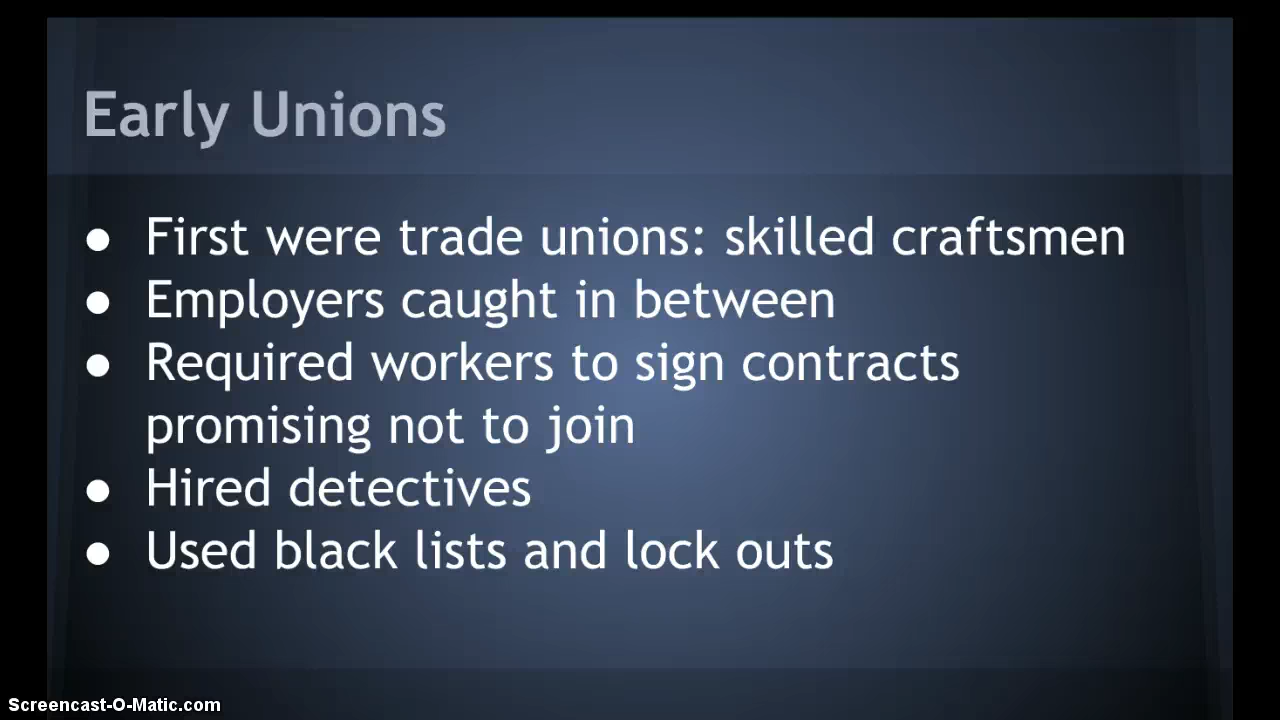 Early Unions
● First were trade unions: skilled craftsmen
● Employers caught in between
● Required workers to sign contracts
promising not to join
● Hired detectives
● Used black lists and lock outs
Screencast-O-Matic.com